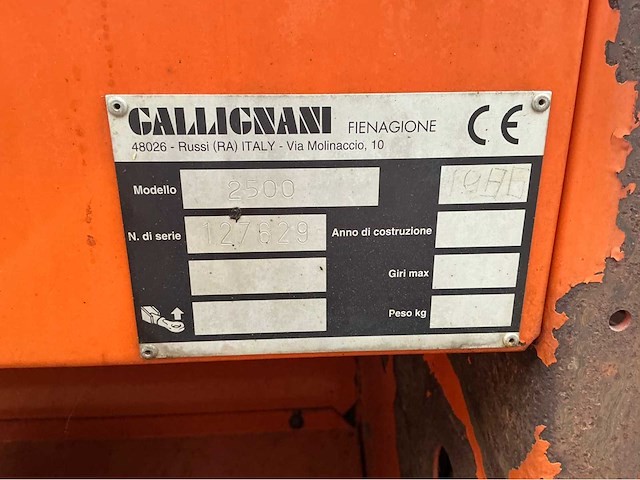 GALLIGNANI FIENAGIONE CE
48026 - Russi (RA) ITALY - Via Molinaccio, 10
Modello 2500
N. di serie 127629 Anno di costruzione
Giri max
Peso kg